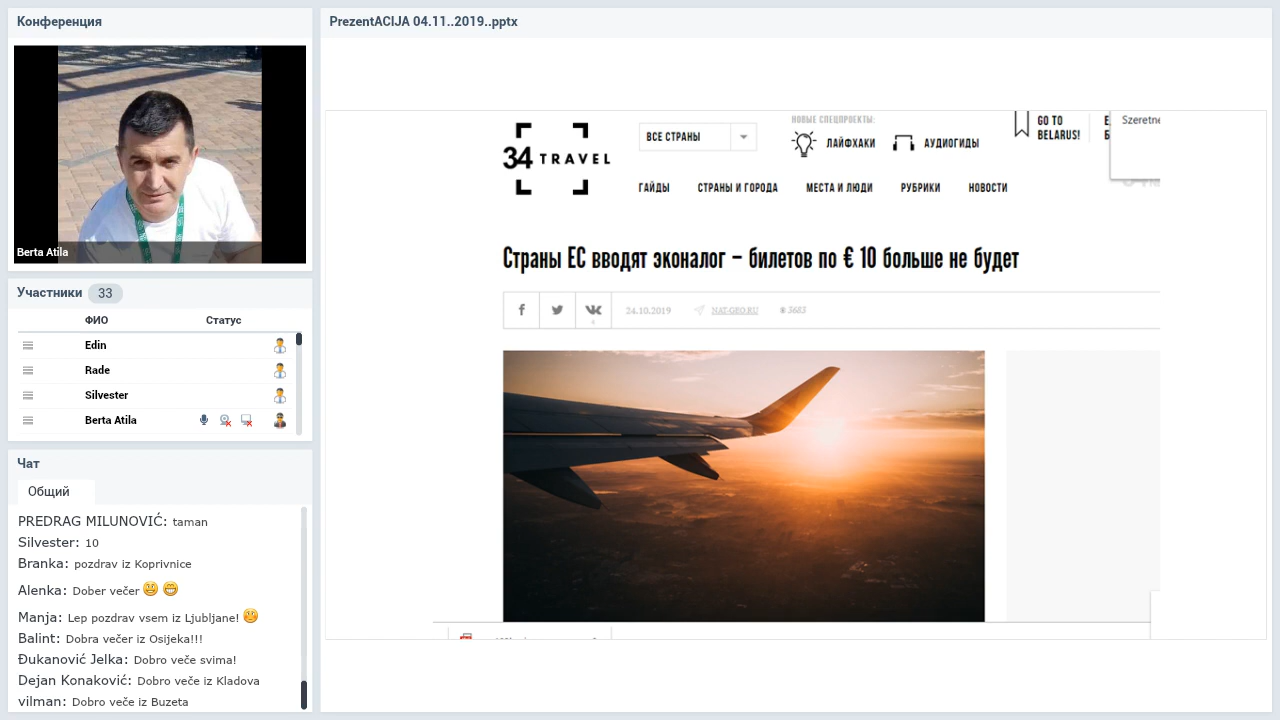 Конференция
Berta Atila
Участники 33
ФИО Статус
Edin
Rade
Silvester
Berta Atila
Чат
Общий
PREDRAG MILUNOVIĆ: taman
Silvester: 10
Branka: pozdrav iz Koprivnice
Alenka: Dober večer
Manja: Lep pozdrav vsem iz Ljubljane!
Balint: Dobra večer iz Osijeka!!!
Đukanović Jelka: Dobro veče svima!
Dejan Konaković: Dobro veče iz Kladova
vilman: Dobro veče iz Buzeta
PrezentACIJA 04.11..2019..pptx
34 TRAVEL
ВСЕ СТРАНЫ
НОВЫЕ СПЕЦПРОЕКТЫ:
ЛАЙФХАКИ
АУДИОГИДЫ
GO TO
BELARUS!
Szeretne
ГАЙДЫ СТРАНЫ И ГОРОДА МЕСТА И ЛЮДИ РУБРИКИ НОВОСТИ
Страны ЕС вводят эконалог – билетов по € 10 больше не будет
24.10.2019 NAT-GEO.RU 3683